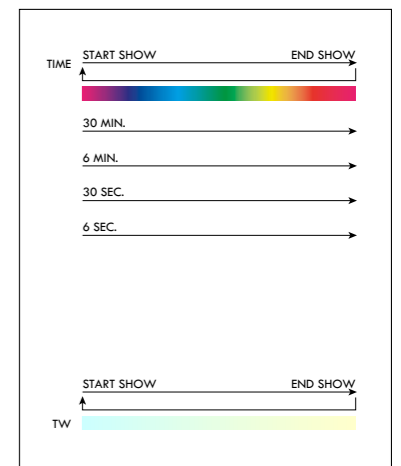 START SHOW END SHOW
TIME
30 MIN.
6 MIN.
30 SEC.
6 SEC.
START SHOW END SHOW
TW